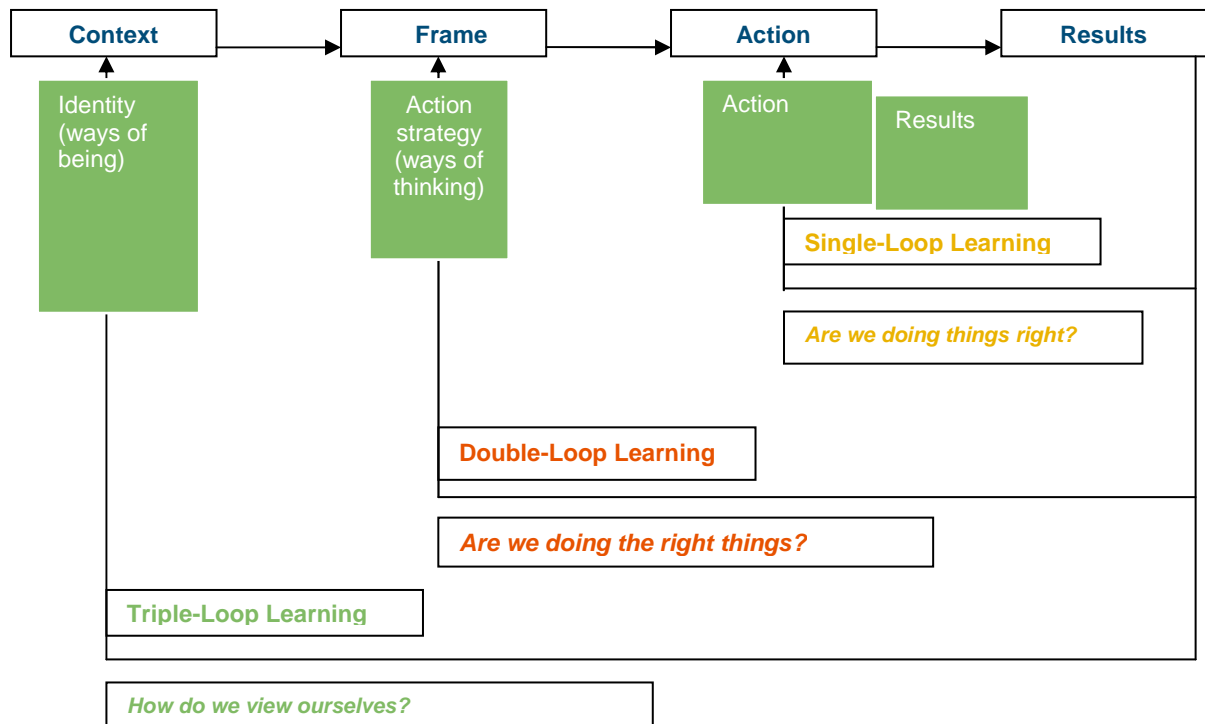 Context
Frame
Action
Results
Identity
(ways of
being)
Action
strategy
(ways of
thinking)
Action
Results
Single-Loop Learning
Are we doing things right?
Double-Loop Learning
Are we doing the right things?
Triple-Loop Learning
How do we view ourselves?